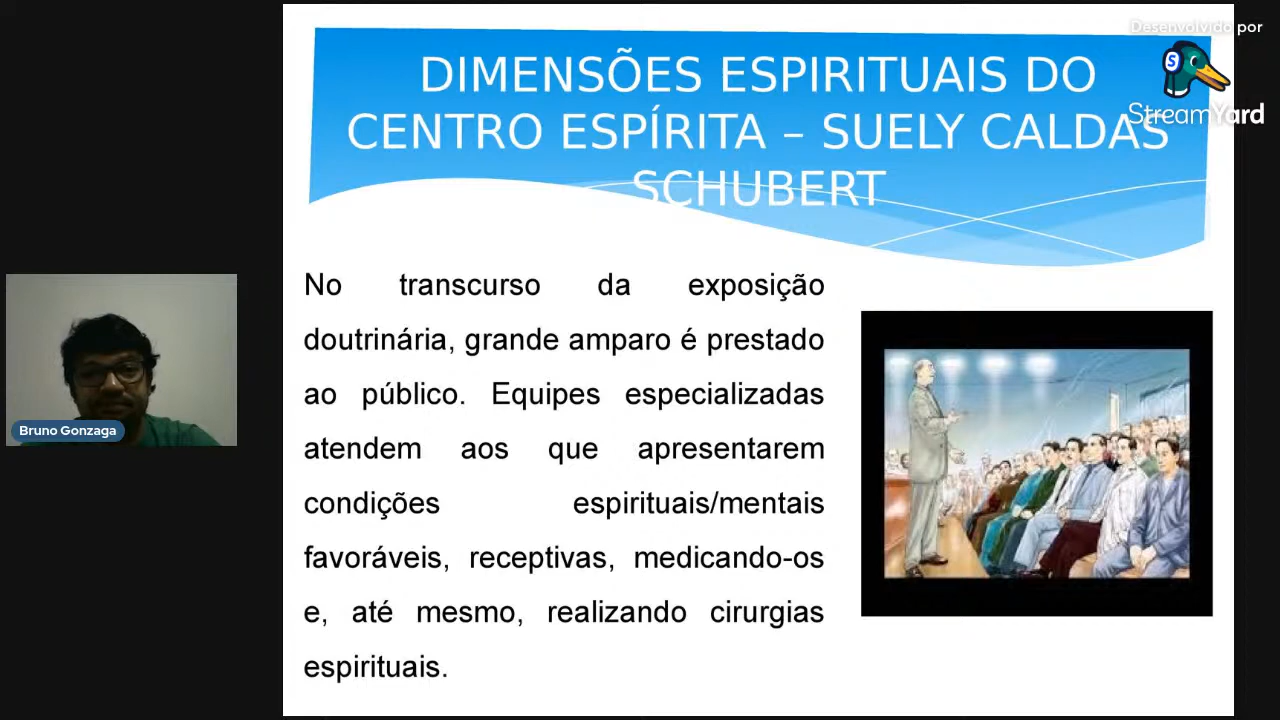 Desenvolvido por
StreamYard
DIMENSÕES ESPIRITUAIS DO
CENTRO ESPÍRITA – SUELY CALDAS
SCHUBERT
No transcurso da exposição
doutrinária, grande amparo é prestado
ao público. Equipes especializadas
atendem aos que apresentarem
condições espirituais/mentais
favoráveis, receptivas, medicando-os
e, até mesmo, realizando cirurgias
espirituais.
Bruno Gonzaga